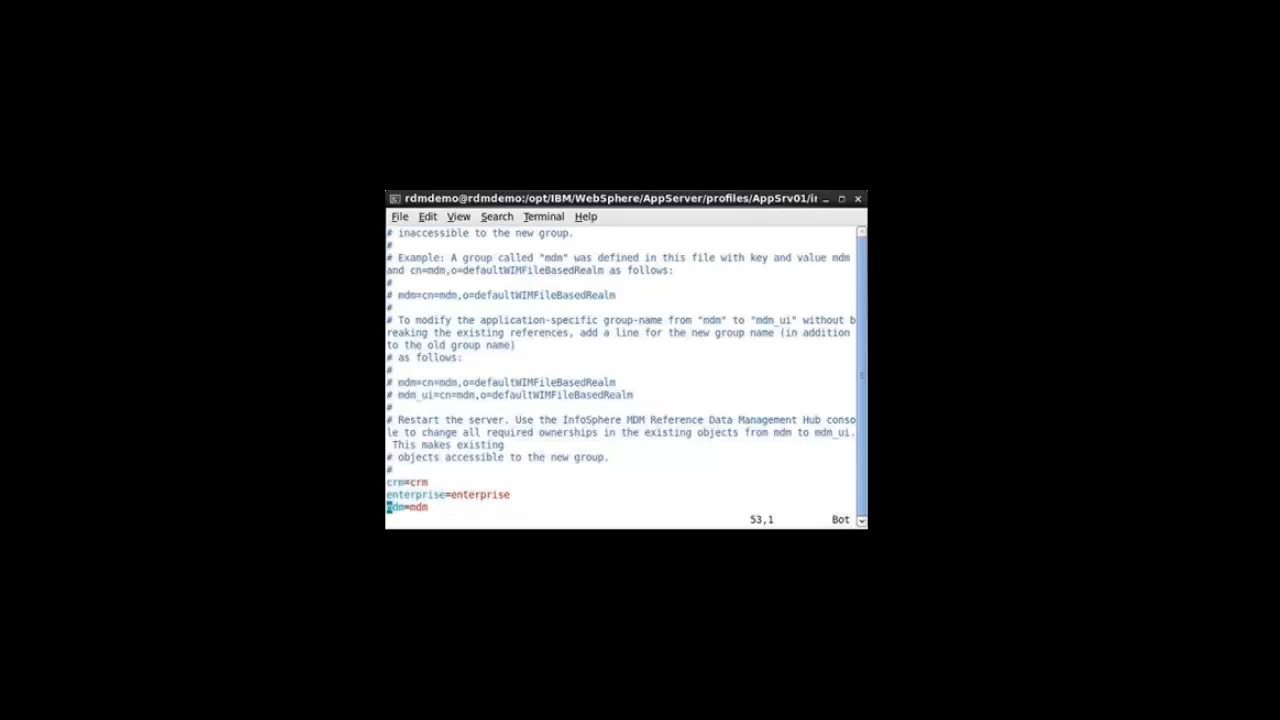 rdmdemo@rdmdemo:/opt/IBM/WebSphere/AppServer/profiles/AppSrv01/i
File Edit View Search Terminal Help
# inaccessible to the new group.
#
# Example: A group called "mdm" was defined in this file with key and value mdm
and cn=mdm,o=defaultWIMFileBasedRealm as follows:
#
# mdm=cn=mdm,o=defaultWIMFileBasedRealm
#
# To modify the application-specific group-name from "mdm" to "mdm_ui" without b
reaking the existing references, add a line for the new group name (in addition
to the old group name)
# as follows:
#
# mdm=cn=mdm,o=defaultWIMFileBasedRealm
# mdm_ui=cn=mdm,o=defaultWIMFileBasedRealm
#
# Restart the server. Use the InfoSphere MDM Reference Data Management Hub conso
le to change all required ownerships in the existing objects from mdm to mdm_ui.
This makes existing
# objects accessible to the new group.
#
crm=crm
enterprise=enterprise
mdm=mdm
53,1 Bot